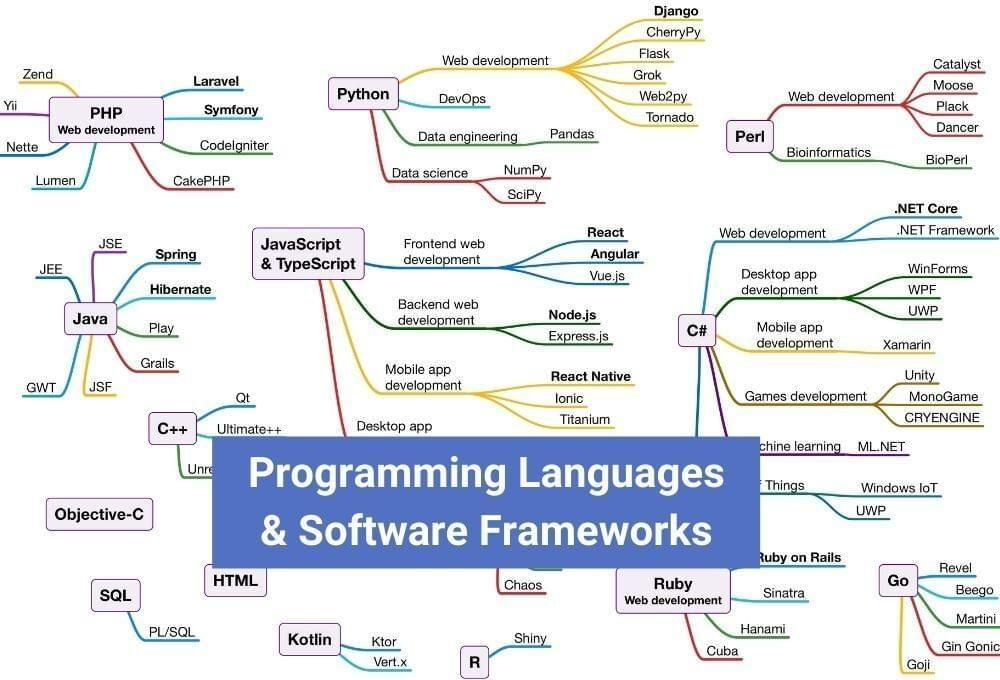 Zend
Yii
Nette
Lumen
PHP
Web development
Laravel
Symfony
CodeIgniter
CakePHP
Python
Web development
Django
CherryPy
Flask
Grok
Web2py
Tornado
DevOps
Data engineering
Pandas
Data science
NumPy
SciPy
Perl
Web development
Catalyst
Moose
Plack
Dancer
Bioinformatics
BioPerl
Java
JSE
JEE
GWT
JSF
Spring
Hibernate
Play
Grails
JavaScript
& TypeScript
Frontend web
development
React
Angular
Vue.js
Backend web
development
Node.js
Express.js
Mobile app
development
React Native
Ionic
Titanium
Desktop app
C#
Web development
.NET Core
.NET Framework
Desktop app
development
WinForms
WPF
UWP
Mobile app
development
Xamarin
Games development
Unity
MonoGame
CRYENGINE
chine learning
ML.NET
f Things
Windows IoT
UWP
C++
Qt
Ultimate++
Unre
Programming Languages
& Software Frameworks
Objective-C
SQL
PL/SQL
HTML
Kotlin
Ktor
Vert.x
R
Shiny
Chaos
Ruby
Web development
Ruby on Rails
Sinatra
Hanami
Cuba
Go
Revel
Beego
Martini
Gin Gonic
Goji